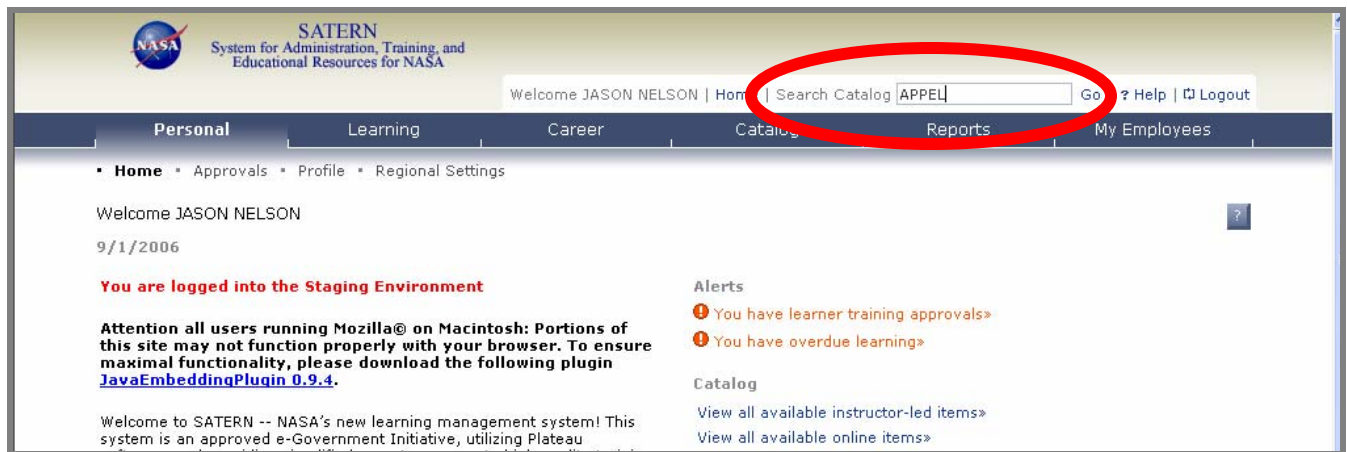 NASA
SATERN
System for Administration, Training, and
Educational Resources for NASA
Welcome JASON NELSON | Home | Search Catalog APPEL Go ? Help | Logout
Personal Learning Career Catalog Reports My Employees
Home Approvals Profile Regional Settings
Welcome JASON NELSON
?
9/1/2006
You are logged into the Staging Environment
Attention all users running Mozilla® on Macintosh: Portions of
this site may not function properly with your browser. To ensure
maximal functionality, please download the following plugin
JavaEmbeddingPlugin 0.9.4.
Welcome to SATERN -- NASA's new learning management system! This
system is an approved e-Government Initiative, utilizing Plateau
Alerts
You have learner training approvals»
You have overdue learning»
Catalog
View all available instructor-led items»
View all available online items»